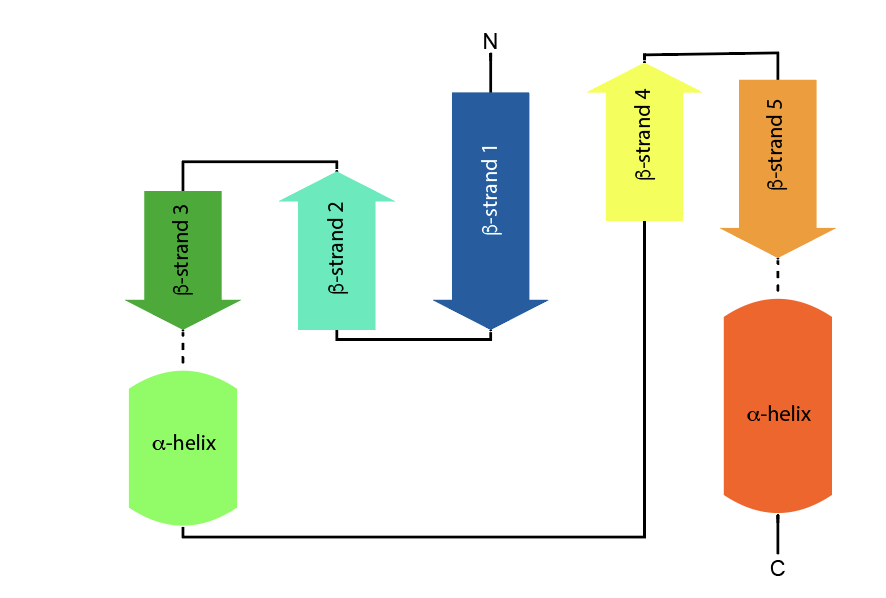 N
β-strand 1
β-strand 2
β-strand 3
α-helix
β-strand 4
β-strand 5
α-helix
C